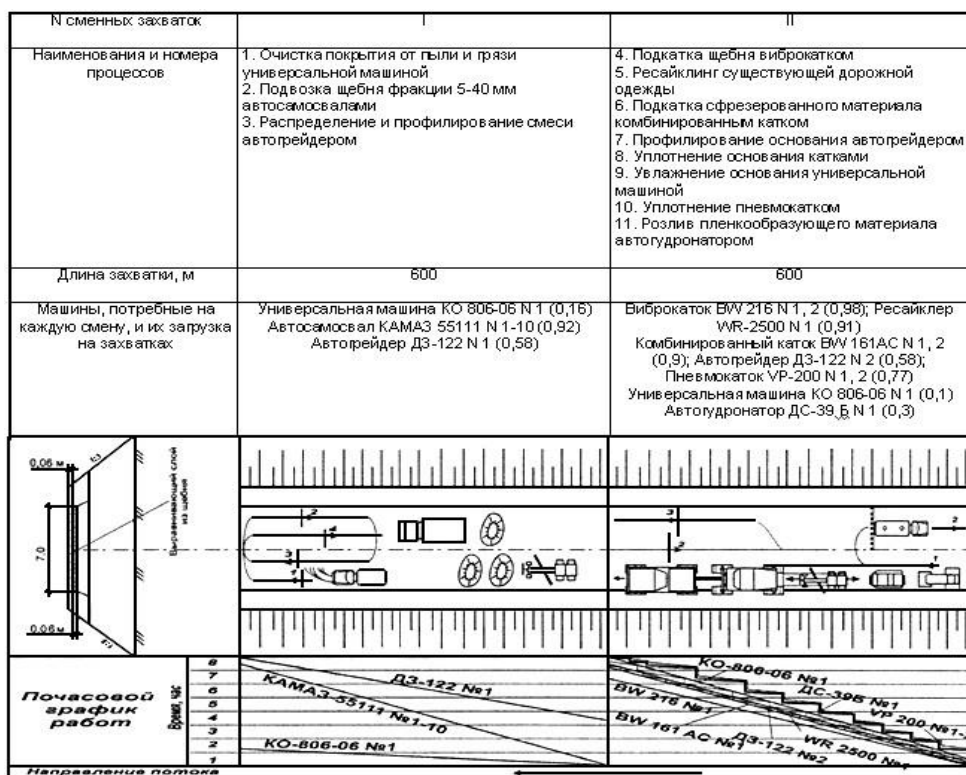 N сменных захваток
I
II
Наименования и номера
процессов
1. Очистка покрытия от пыли и грязи
универсальной машиной
2. Подвозка щебня фракции 5-40 мм
автосамосвалами
3. Распределение и профилирование смеси
автогрейдером
4. Подкатка щебня виброкатком
5. Ресайклинг существующей дорожной
одежды
6. Подкатка сфрезерованного материала
комбинированным катком
7. Профилирование основания автогрейдером
8. Уплотнение основания катками
9. Увлажнение основания универсальной
машиной
10. Уплотнение пневмокатком
11. Розлив пленкообразующего материала
автогудронатором
Длина захватки, м
600
600
Машины, потребные на
каждую смену, и их загрузка
на захватках
Универсальная машина КО 806-06 N 1 (0,16)
Автосамосвал КАМАЗ 55111 N 1-10 (0,92)
Автогрейдер ДЗ-122 N 1 (0,58)
Виброкаток BW 216 N 1, 2 (0,98); Ресайклер
WR-2500 N 1 (0,91)
Комбинированный каток BW 161АС N 1, 2
(0,9); Автогрейдер ДЗ-122 N 2 (0,58);
Пневмокаток VP-200 N 1, 2 (0,77)
Универсальная машина КО 806-06 N 1 (0,1)
Автогудронатор ДС-39 Б N 1 (0,3)
0,06 м
7.0
0,06 м
Выравнивающий слой
из щебня
Почасовой
график
работ
Время, час
8
7
6
5
4
3
2
1
ДЗ-122 №1
КАМАЗ-55111 №1-10
КО-806-06 №1
КО-806-06 №1
ДС-39Б №1
VP 200 №1-
BW 216 №1
BW 161 АС №1
ДЗ-122 №2
WR 2500 №1
Направление потока